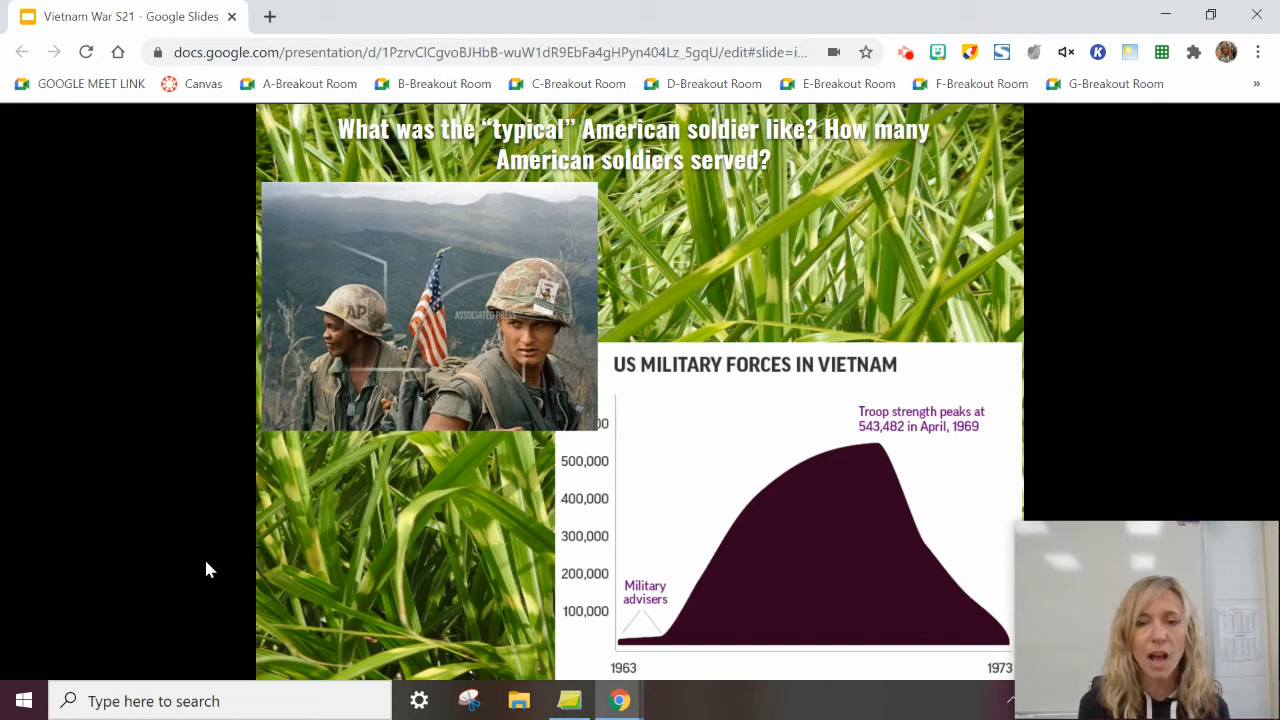 Vietnam War S21 - Google Slides
docs.google.com/presentation/d/1PzrvClCgvoBJHbB-wuW1dR9EbFa4gHPyn404Lz_5gqU/edit#slide=i...
GOOGLE MEET LINK
Canvas
A-Breakout Room
B-Breakout Room
C-Breakout Room
D-Breakout Room
E-Breakout Room
F-Breakout Room
G-Breakout Room
»
What was the “typical” American soldier like? How many
American soldiers served?
AP
ASSOCIATED PRESS
US MILITARY FORCES IN VIETNAM
Troop strength peaks at
543,482 in April, 1969
00
500,000
400,000
300,000
200,000
100,000
Military
advisers
1963
1973
Type here to search